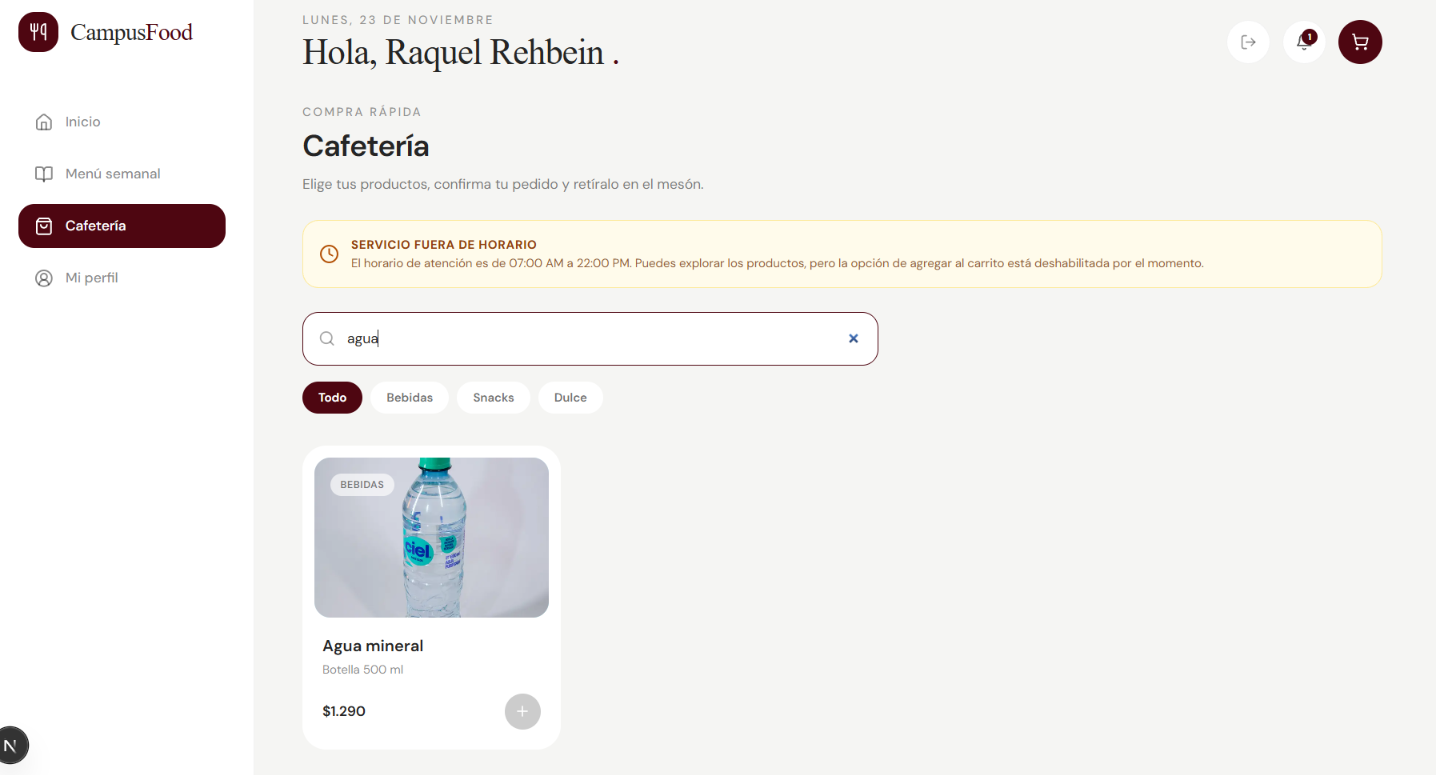 CampusFood
Inicio
Menú semanal
Cafetería
Mi perfil
N
LUNES, 23 DE NOVIEMBRE
Hola, Raquel Rehbein .
1
COMPRA RÁPIDA
Cafetería
Elige tus productos, confirma tu pedido y retíralo en el mesón.
SERVICIO FUERA DE HORARIO
El horario de atención es de 07:00 AM a 22:00 PM. Puedes explorar los productos, pero la opción de agregar al carrito está deshabilitada por el momento.
agua
Todo
Bebidas
Snacks
Dulce
BEBIDAS
ciel
Agua mineral
Botella 500 ml
$1.290